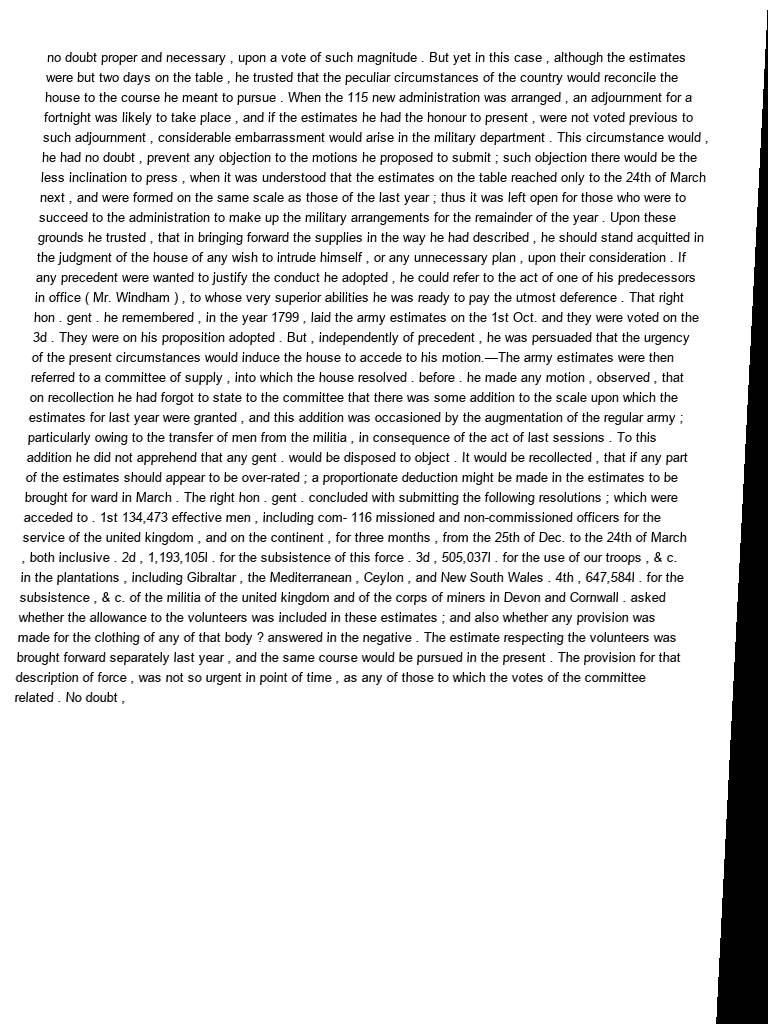 no doubt proper and necessary , upon a vote of such magnitude . But yet in this case , although the estimates
were but two days on the table , he trusted that the peculiar circumstances of the country would reconcile the
house to the course he meant to pursue . When the 115 new administration was arranged , an adjournment for a
fortnight was likely to take place , and if the estimates he had the honour to present , were not voted previous to
such adjournment , considerable embarrassment would arise in the military department . This circumstance would ,
he had no doubt , prevent any objection to the motions he proposed to submit ; such objection there would be the
less inclination to press , when it was understood that the estimates on the table reached only to the 24th of March
next , and were formed on the same scale as those of the last year ; thus it was left open for those who were to
succeed to the administration to make up the military arrangements for the remainder of the year . Upon these
grounds he trusted , that in bringing forward the supplies in the way he had described , he should stand acquitted in
the judgment of the house of any wish to intrude himself , or any unnecessary plan , upon their consideration . If
any precedent were wanted to justify the conduct he adopted , he could refer to the act of one of his predecessors
in office ( Mr. Windham ) , to whose very superior abilities he was ready to pay the utmost deference . That right
hon . gent . he remembered , in the year 1799 , laid the army estimates on the 1st Oct. and they were voted on the
3d . They were on his proposition adopted . But , independently of precedent , he was persuaded that the urgency
of the present circumstances would induce the house to accede to his motion.—The army estimates were then
referred to a committee of supply , into which the house resolved . before . he made any motion , observed , that
on recollection he had forgot to state to the committee that there was some addition to the scale upon which the
estimates for last year were granted , and this addition was occasioned by the augmentation of the regular army ;
particularly owing to the transfer of men from the militia , in consequence of the act of last sessions . To this
addition he did not apprehend that any gent . would be disposed to object . It would be recollected , that if any part
of the estimates should appear to be over-rated ; a proportionate deduction might be made in the estimates to be
brought for ward in March . The right hon . gent . concluded with submitting the following resolutions ; which were
acceded to . 1st 134,473 effective men , including com- 116 missioned and non-commissioned officers for the
service of the united kingdom , and on the continent , for three months , from the 25th of Dec. to the 24th of March
, both inclusive . 2d , 1,193,105l . for the subsistence of this force . 3d , 505,037l . for the use of our troops , & c.
in the plantations , including Gibraltar , the Mediterranean , Ceylon , and New South Wales . 4th , 647,584l . for the
subsistence , & c. of the militia of the united kingdom and of the corps of miners in Devon and Cornwall . asked
whether the allowance to the volunteers was included in these estimates ; and also whether any provision was
made for the clothing of any of that body ? answered in the negative . The estimate respecting the volunteers was
brought forward separately last year , and the same course would be pursued in the present . The provision for that
description of force , was not so urgent in point of time , as any of those to which the votes of the committee
related . No doubt ,